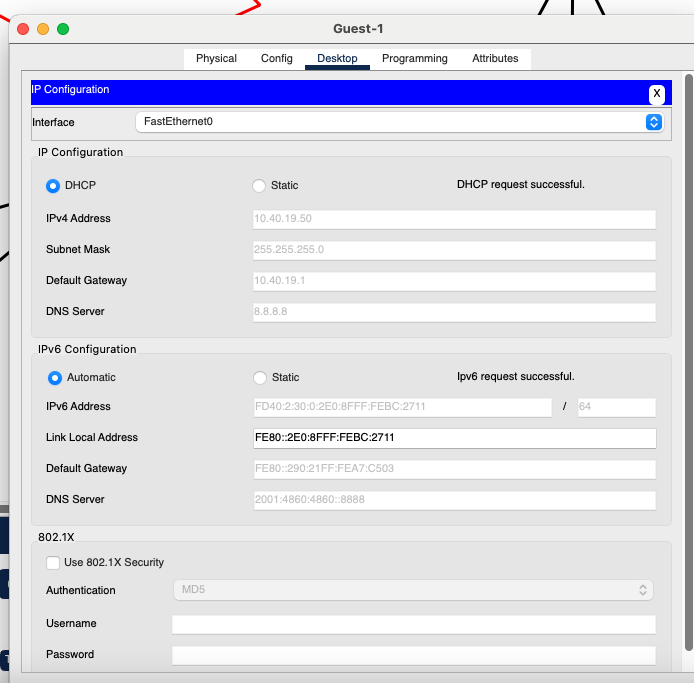 Guest-1
Physical Config Desktop Programming Attributes
IP Configuration X
Interface FastEthernet0
IP Configuration
DHCP Static DHCP request successful.
IPv4 Address 10.40.19.50
Subnet Mask 255.255.255.0
Default Gateway 10.40.19.1
DNS Server 8.8.8.8
IPv6 Configuration
Automatic Static Ipv6 request successful.
IPv6 Address FD40:2:30:0:2E0:8FFF:FEBC:2711 / 64
Link Local Address FE80::2E0:8FFF:FEBC:2711
Default Gateway FE80::290:21FF:FEA7:C503
DNS Server 2001:4860:4860::8888
802.1X
Use 802.1X Security
Authentication MD5
Username
Password